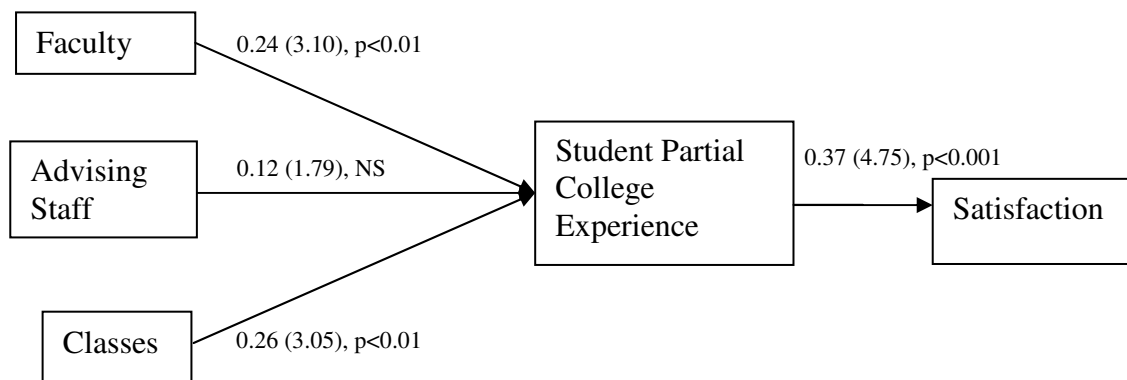 Faculty
0.24 (3.10), p<0.01
Advising
Staff
0.12 (1.79), NS
Classes
0.26 (3.05), p<0.01
Student Partial
College
Experience
0.37 (4.75), p<0.001
Satisfaction